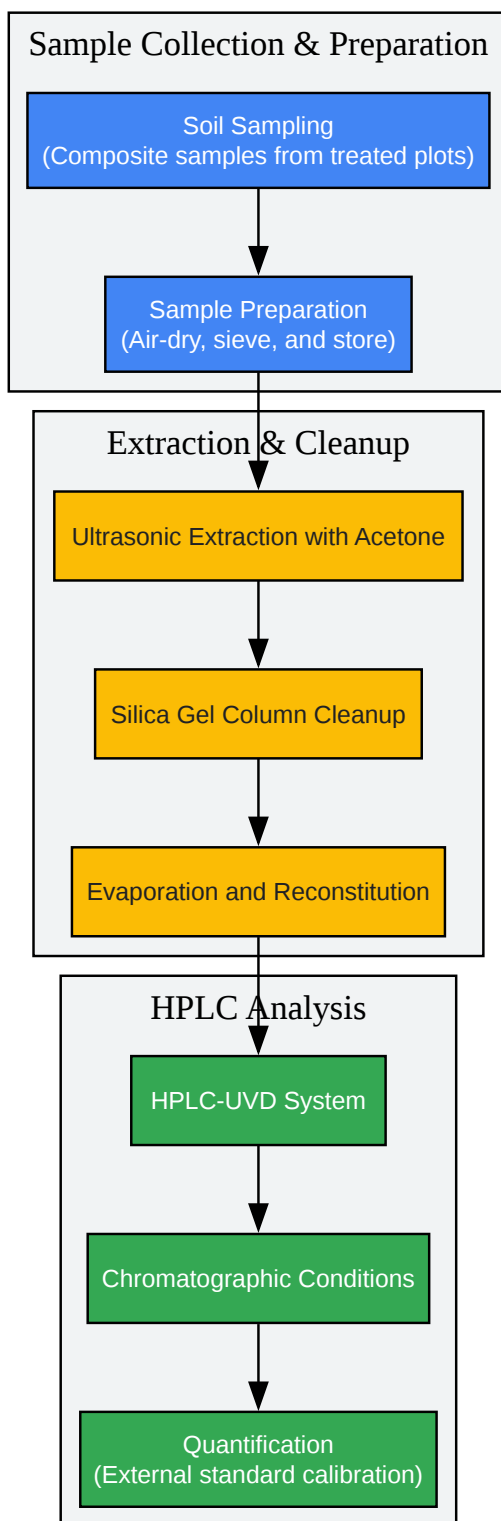 Sample Collection & Preparation
Soil Sampling
(Composite samples from treated plots)
Sample Preparation
(Air-dry, sieve, and store)
Extraction & Cleanup
Ultrasonic Extraction with Acetone
Silica Gel Column Cleanup
Evaporation and Reconstitution
HPLC Analysis
HPLC-UVD System
Chromatographic Conditions
Quantification
(External standard calibration)